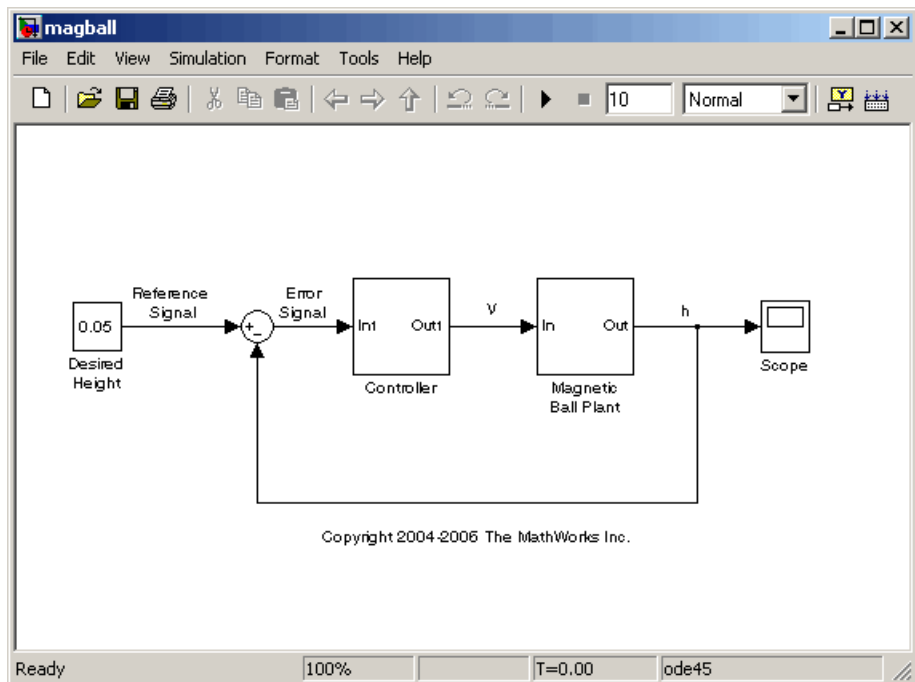 magball
File Edit View Simulation Format Tools Help
10 Normal
Reference
Signal
Error
Signal
0.05
Desired
Height
+
-
In1 Out1
Controller
V
In Out
Magnetic
Ball Plant
h
Scope
Copyright 2004-2006 The MathWorks Inc.
Ready 100% T=0.00 ode45